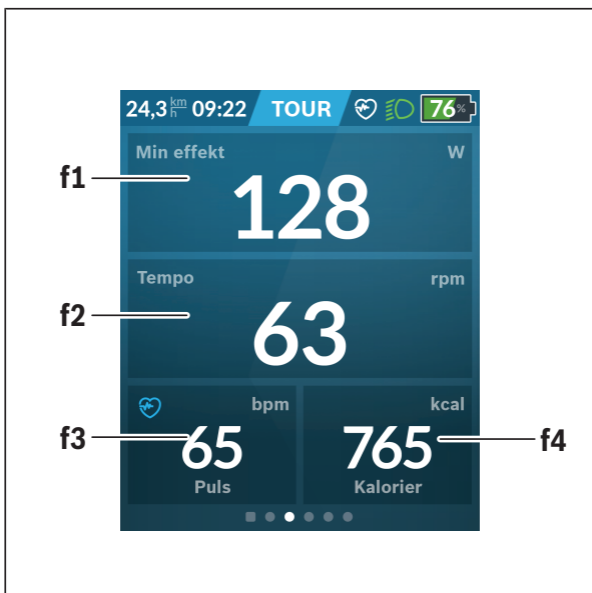 24,3 km/h 09:22 TOUR 76%
Min effekt W
f1
128
Tempo rpm
f2
63
bpm kcal
f3 65 765 f4
Puls Kalorier